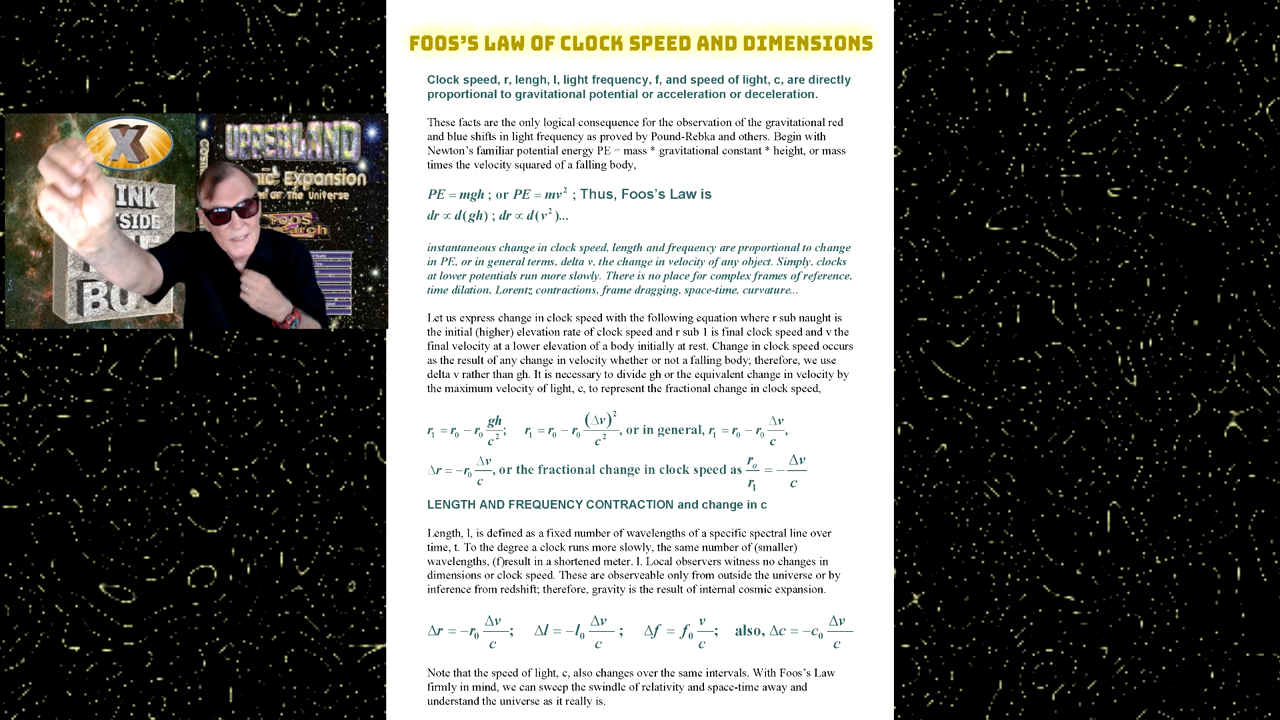 FOOS'S LAW OF CLOCK SPEED AND DIMENSIONS
Clock speed, r, lengh, l, light frequency, f, and speed of light, c, are directly
proportional to gravitational potential or acceleration or deceleration.
These facts are the only logical consequence for the observation of the gravitational red
and blue shifts in light frequency as proved by Pound-Rebka and others. Begin with
Newton's familiar potential energy PE = mass * gravitational constant * height, or mass
times the velocity squared of a falling body,
PE = mgh ; or PE = mv² ; Thus, Foos's Law is
dr ∝ d(gh) ; dr ∝ d(v²)...
instantaneous change in clock speed, length and frequency are proportional to change
in PE, or in general terms, delta v, the change in velocity of any object. Simply, clocks
at lower potentials run more slowly. There is no place for complex frames of reference,
time dilation, Lorentz contractions, frame dragging, space-time, curvature...
Let us express change in clock speed with the following equation where r sub naught is
the initial (higher) elevation rate of clock speed and r sub 1 is final clock speed and v the
final velocity at a lower elevation of a body initially at rest. Change in clock speed occurs
as the result of any change in velocity whether or not a falling body; therefore, we use
delta v rather than gh. It is necessary to divide gh or the equivalent change in velocity by
the maximum velocity of light, c, to represent the fractional change in clock speed,
r₁ = r₀ − r₀ gh/c²; r₁ = r₀ − r₀ (Δv)²/c², or in general, r₁ = r₀ − r₀ Δv/c,
Δr = −r₀ Δv/c, or the fractional change in clock speed as rₒ/r₁ = − Δv/c
LENGTH AND FREQUENCY CONTRACTION and change in c
Length, l, is defined as a fixed number of wavelengths of a specific spectral line over
time, t. To the degree a clock runs more slowly, the same number of (smaller)
wavelengths, (f)result in a shortened meter. l. Local observers witness no changes in
dimensions or clock speed. These are observeable only from outside the universe or by
inference from redshift; therefore, gravity is the result of internal cosmic expansion.
Δr = −r₀ Δv/c; Δl = −l₀ Δv/c ; Δf = f₀ v/c; also, Δc = −c₀ Δv/c
Note that the speed of light, c, also changes over the same intervals. With Foos's Law
firmly in mind, we can sweep the swindle of relativity and space-time away and
understand the universe as it really is.
X
UPPERLAND
Expansion
of The Universe
Foos
BOX